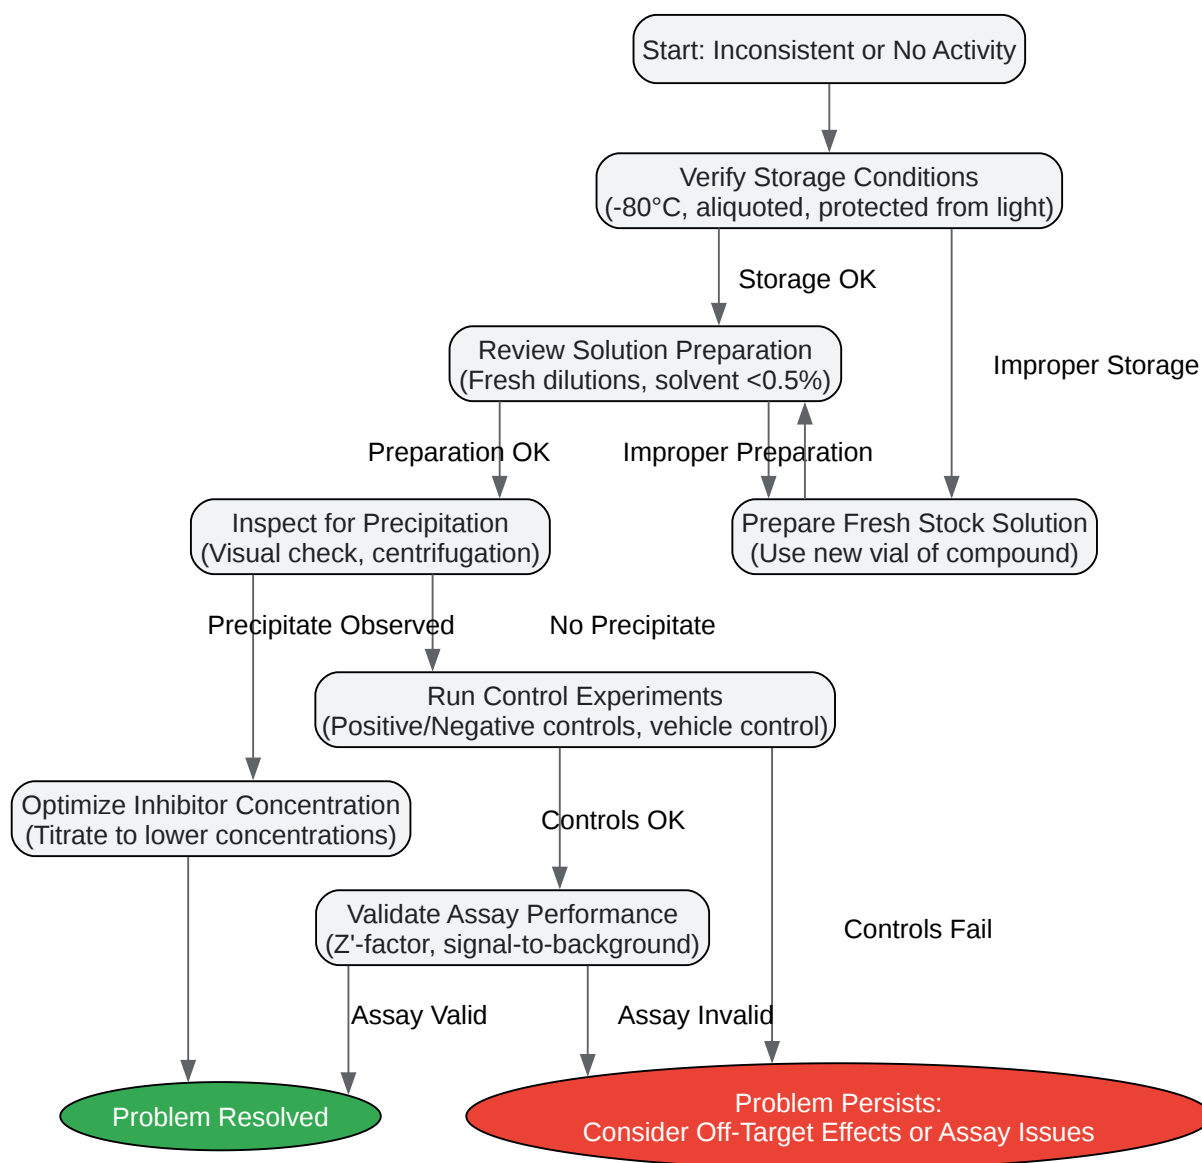 Start: Inconsistent or No Activity
Verify Storage Conditions
(-80°C, aliquoted, protected from light)
Storage OK
Improper Storage
Review Solution Preparation
(Fresh dilutions, solvent <0.5%)
Preparation OK
Improper Preparation
Inspect for Precipitation
(Visual check, centrifugation)
Prepare Fresh Stock Solution
(Use new vial of compound)
Precipitate Observed
No Precipitate
Run Control Experiments
(Positive/Negative controls, vehicle control)
Optimize Inhibitor Concentration
(Titrate to lower concentrations)
Controls OK
Controls Fail
Validate Assay Performance
(Z'-factor, signal-to-background)
Assay Valid
Assay Invalid
Problem Resolved
Problem Persists:
Consider Off-Target Effects or Assay Issues